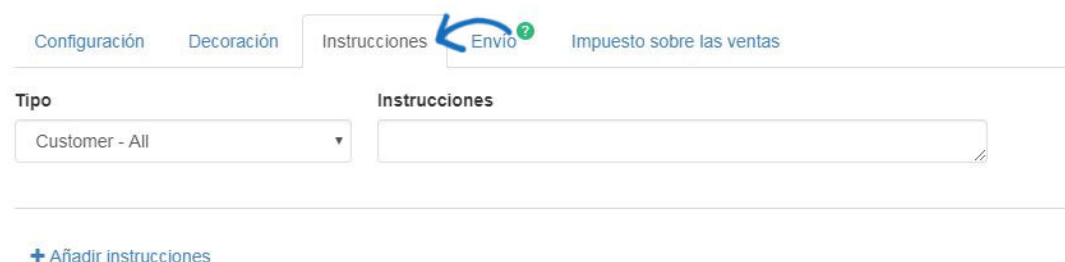 Configuración Decoración Instrucciones Envío ? Impuesto sobre las ventas
Tipo Instrucciones
Customer - All
+ Añadir instrucciones